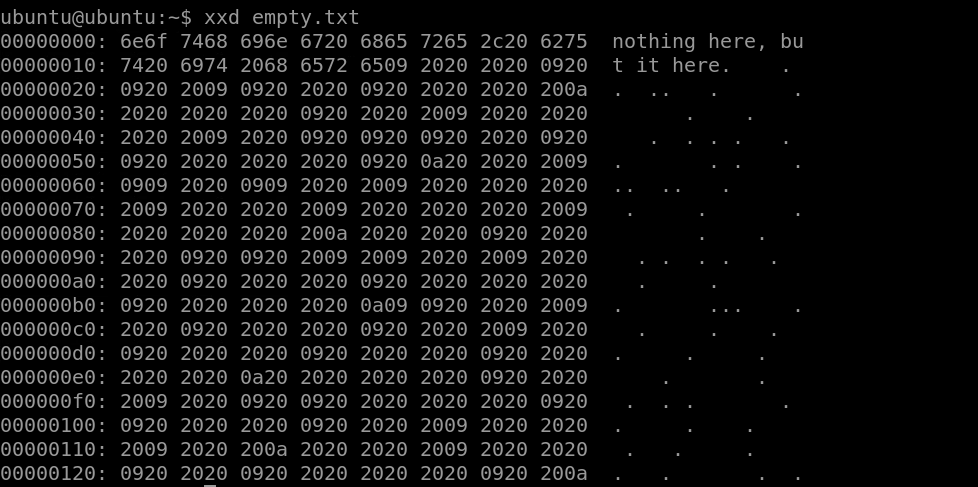 ubuntu@ubuntu:~$ xxd empty.txt
00000000: 6e6f 7468 696e 6720 6865 7265 2c20 6275  nothing here, bu
00000010: 7420 6974 2068 6572 6509 2020 2020 0920  t it here.    . 
00000020: 0920 2009 0920 2020 0920 2020 2020 200a  .  ..   .      .
00000030: 2020 2020 2020 0920 2020 2009 2020 2020        .    .    
00000040: 2020 2009 2020 0920 0920 0920 2020 0920     .  . . .   . 
00000050: 0920 2020 2020 2020 0920 0a20 2020 2009  .       . .    .
00000060: 0909 2020 0909 2020 2009 2020 2020 2020  ..  ..   .      
00000070: 2009 2020 2020 2009 2020 2020 2020 2009   .     .       .
00000080: 2020 2020 2020 200a 2020 2020 0920 2020         .    .   
00000090: 2020 0920 0920 2009 2009 2020 2009 2020    . .  . .   .  
000000a0: 2020 0920 2020 2020 0920 2020 2020 2020    .     .       
000000b0: 0920 2020 2020 2020 0a09 0920 2020 2009  .       ...    .
000000c0: 2020 0920 2020 2020 0920 2020 2009 2020    .     .    .  
000000d0: 0920 2020 2020 0920 2020 2020 0920 2020  .     .     .   
000000e0: 2020 2020 0a20 2020 2020 2020 0920 2020      .       .   
000000f0: 2009 2020 0920 0920 2020 2020 2020 0920   .  . .       . 
00000100: 0920 2020 2020 0920 2020 2009 2020 2020  .     .    .    
00000110: 2009 2020 200a 2020 2020 2009 2020 2020   .   .     .    
00000120: 0920 2020 0920 2020 2020 2020 0920 200a  .   .       .  .